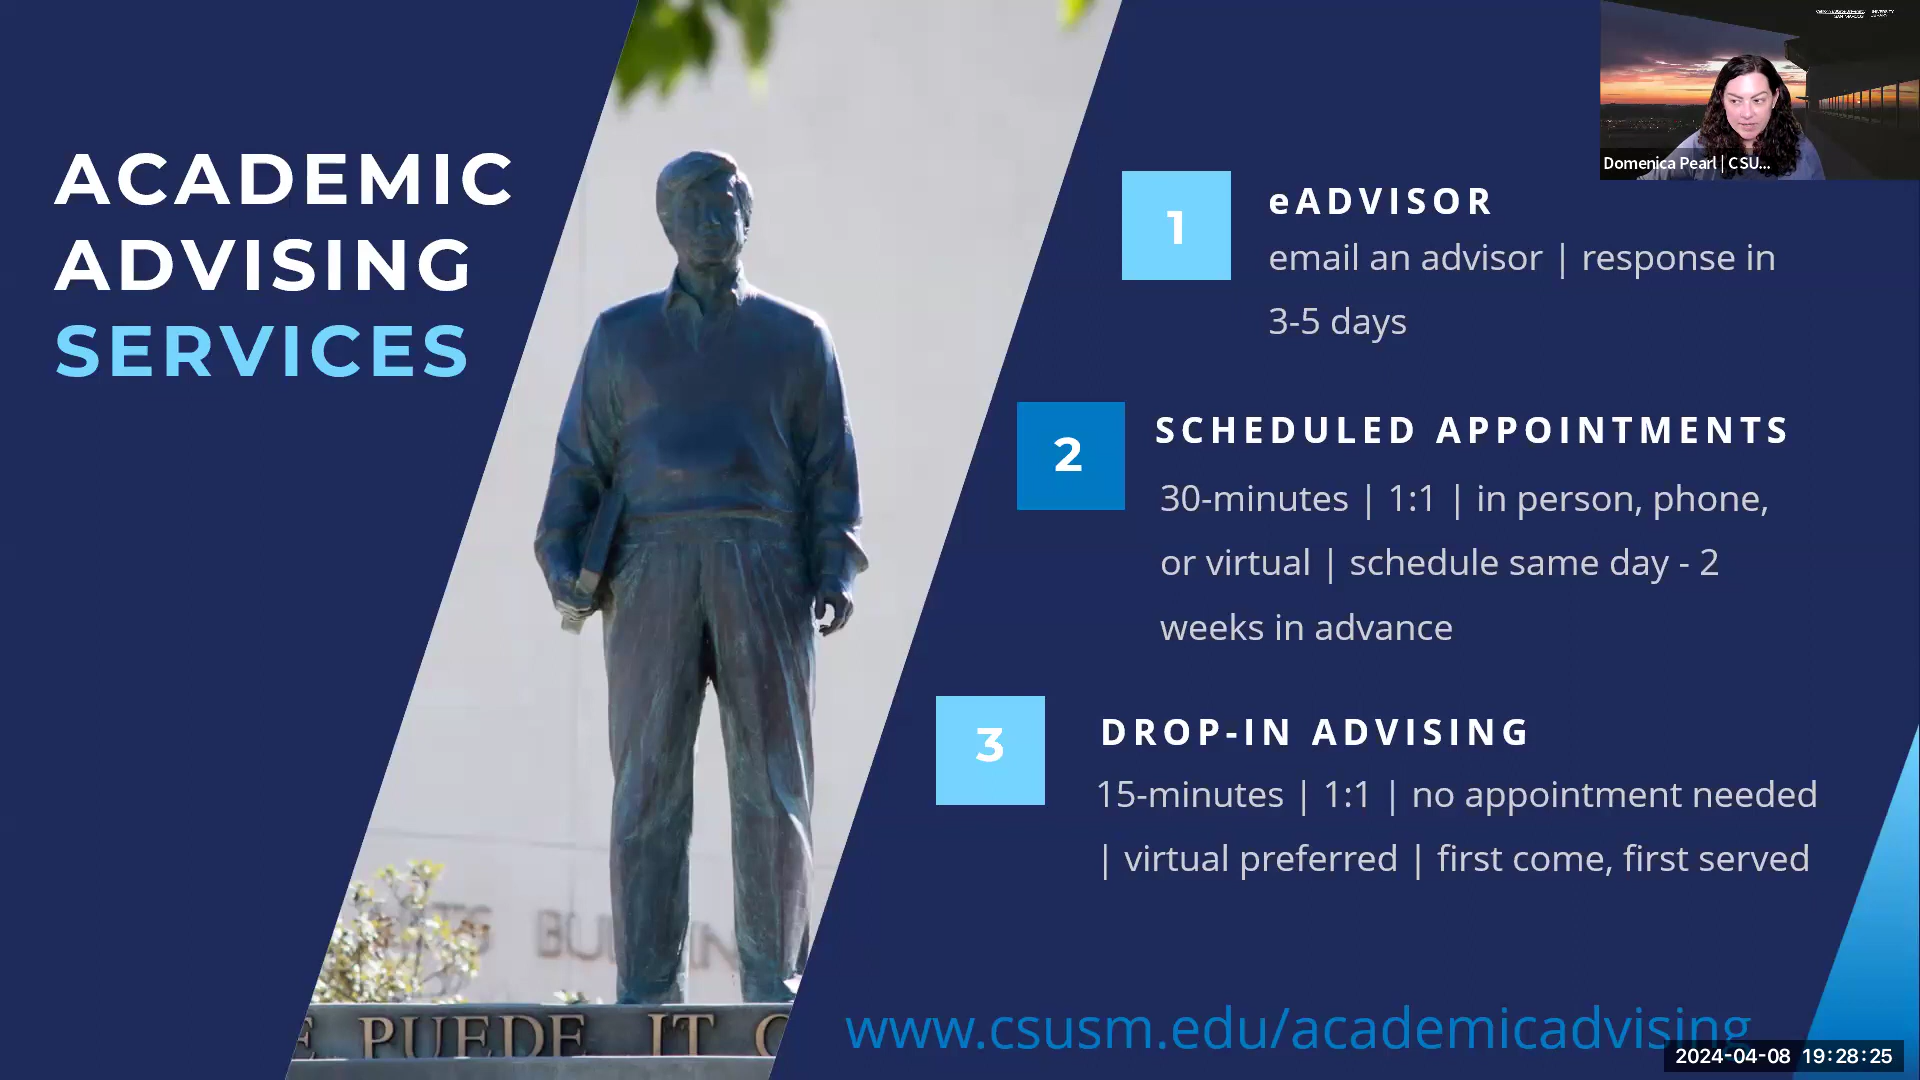 ACADEMIC
ADVISING
SERVICES
1
eADVISOR
email an advisor | response in
3-5 days
2
SCHEDULED APPOINTMENTS
30-minutes | 1:1 | in person, phone,
or virtual | schedule same day - 2
weeks in advance
3
DROP-IN ADVISING
15-minutes | 1:1 | no appointment needed
| virtual preferred | first come, first served
www.csusm.edu/academicadvising
PUEDE IT
Domenica Pearl | CSU...
2024-04-08 19:28:25